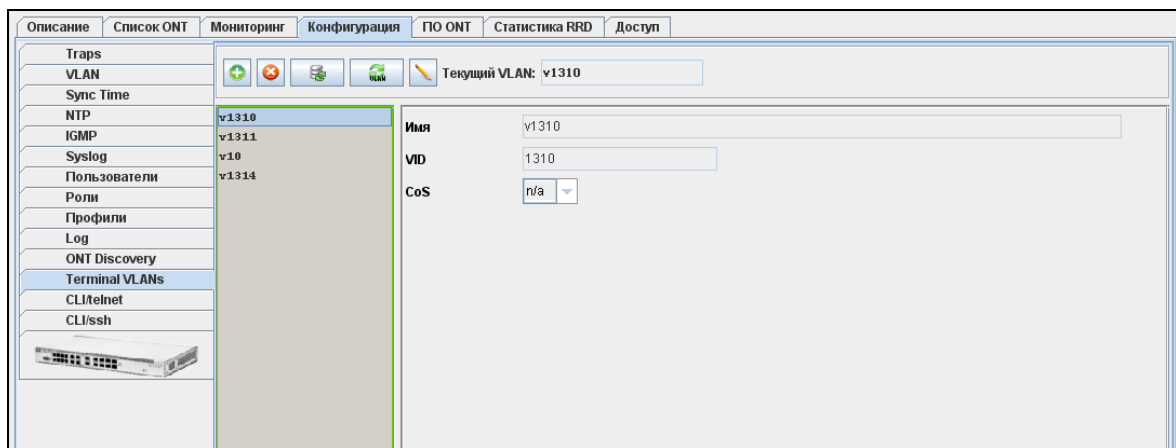 Описание Список ONT Мониторинг Конфигурация ПО ONT Статистика RRD Доступ
Traps
VLAN
Sync Time
NTP
IGMP
Syslog
Пользователи
Роли
Профили
Log
ONT Discovery
Terminal VLANs
CLI/telnet
CLI/ssh
VLAN
Текущий VLAN: v1310
v1310
v1311
v10
v1314
Имя v1310
VID 1310
CoS n/a